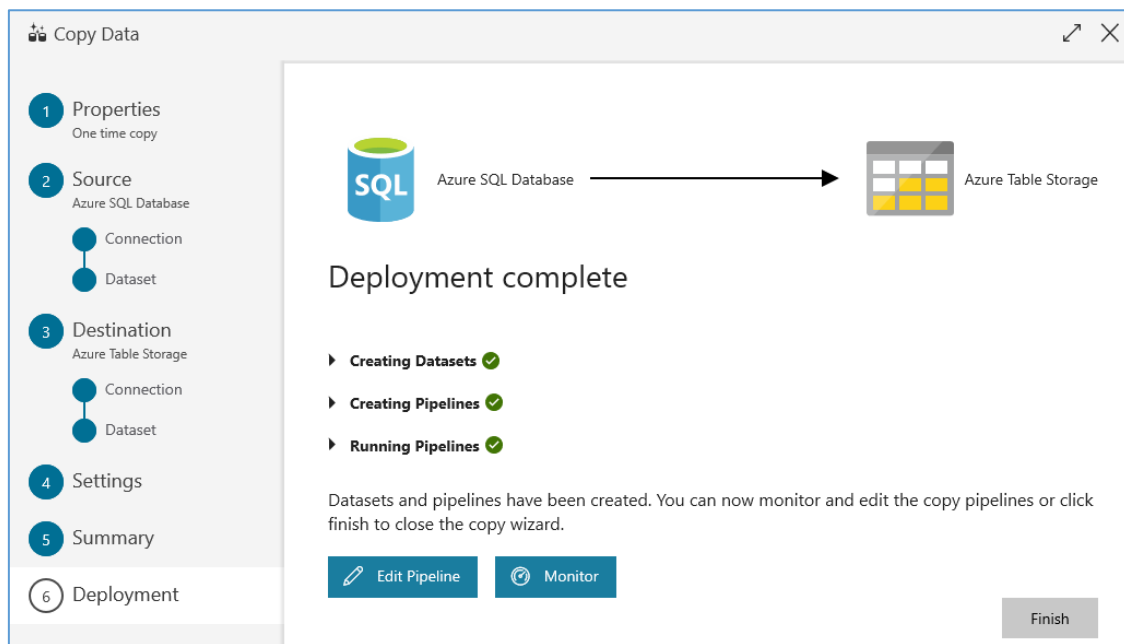 Copy Data
1 Properties
One time copy
2 Source
Azure SQL Database
Connection
Dataset
3 Destination
Azure Table Storage
Connection
Dataset
4 Settings
5 Summary
6 Deployment
SQL Azure SQL Database Azure Table Storage
Deployment complete
Creating Datasets
Creating Pipelines
Running Pipelines
Datasets and pipelines have been created. You can now monitor and edit the copy pipelines or click
finish to close the copy wizard.
Edit Pipeline Monitor
Finish